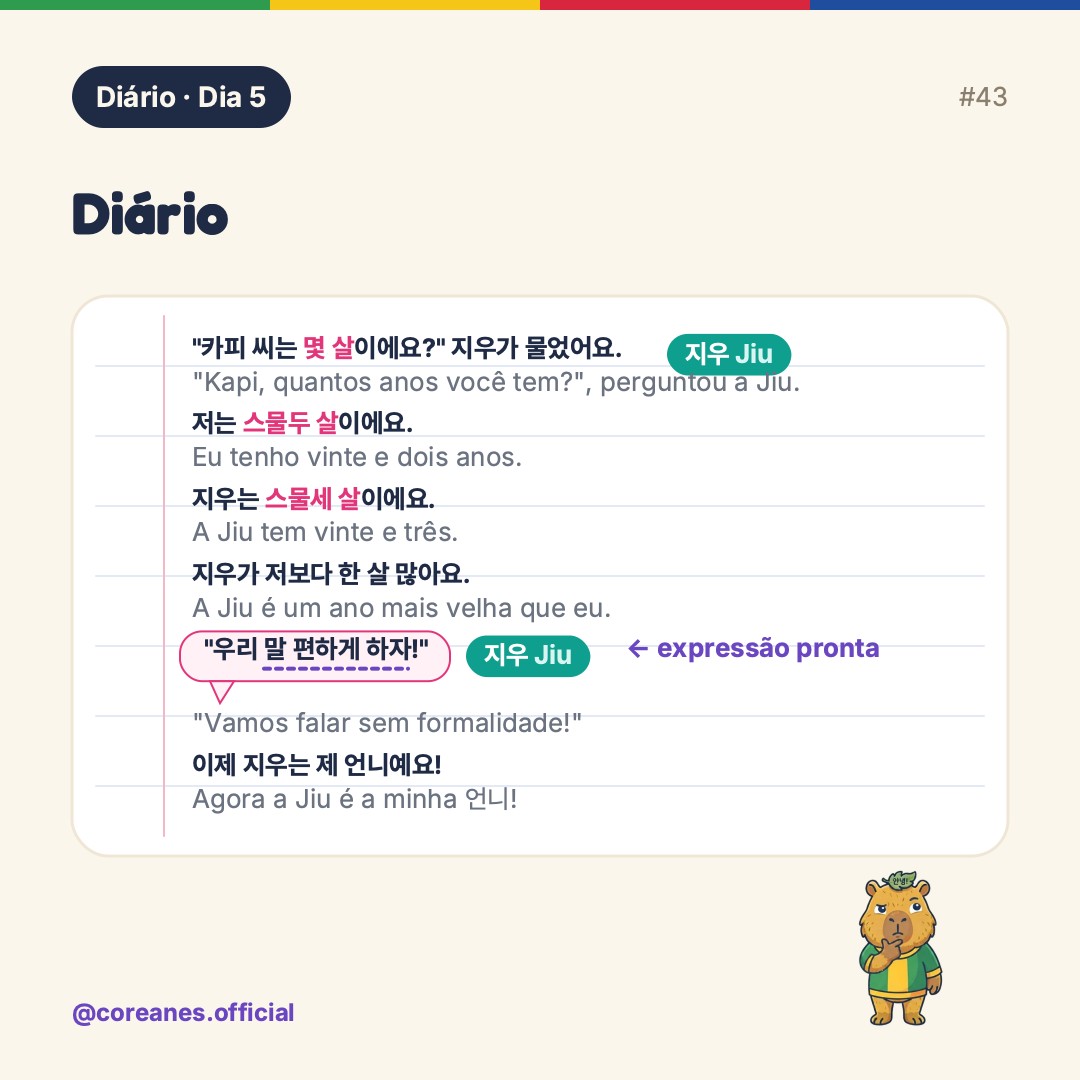 Diário · Dia 5
#43
Diário
"카피 씨는 몇 살이에요?" 지우가 물었어요.
지우 Jiu
"Kapi, quantos anos você tem?", perguntou a Jiu.
저는 스물두 살이에요.
Eu tenho vinte e dois anos.
지우는 스물세 살이에요.
A Jiu tem vinte e três.
지우가 저보다 한 살 많아요.
A Jiu é um ano mais velha que eu.
"우리 말 편하게 하자!" 지우 Jiu ← expressão pronta
"Vamos falar sem formalidade!"
이제 지우는 제 언니예요!
Agora a Jiu é a minha 언니!
안녕!
@coreanes.official